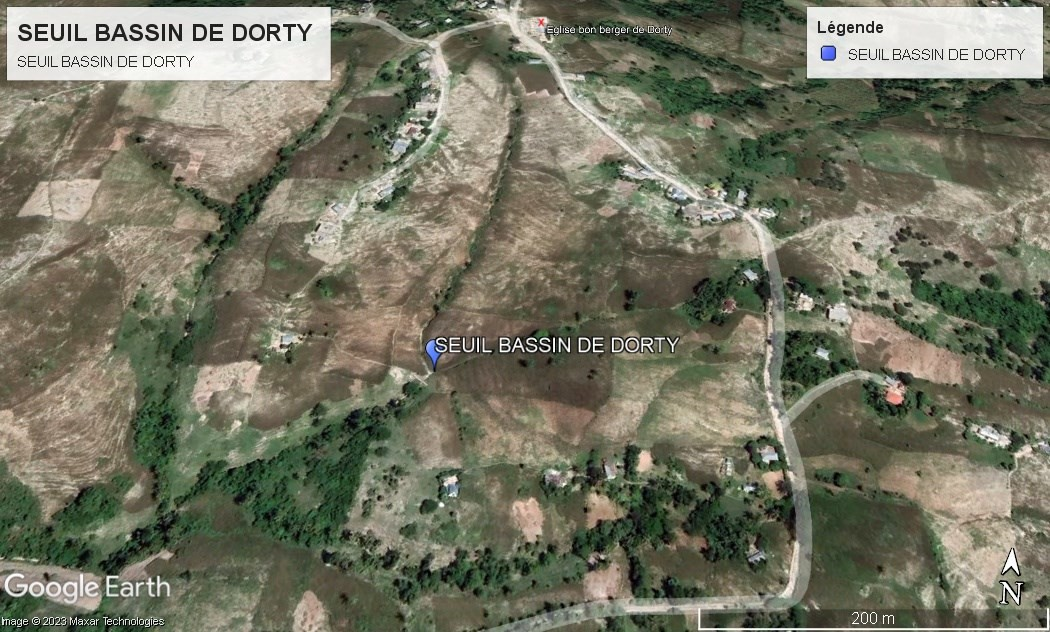 SEUIL BASSIN DE DORTY
SEUIL BASSIN DE DORTY
Légende
SEUIL BASSIN DE DORTY
Eglise bon berger de Dorty
SEUIL BASSIN DE DORTY
Google Earth
Image © 2023 Maxar Technologies
N
200 m